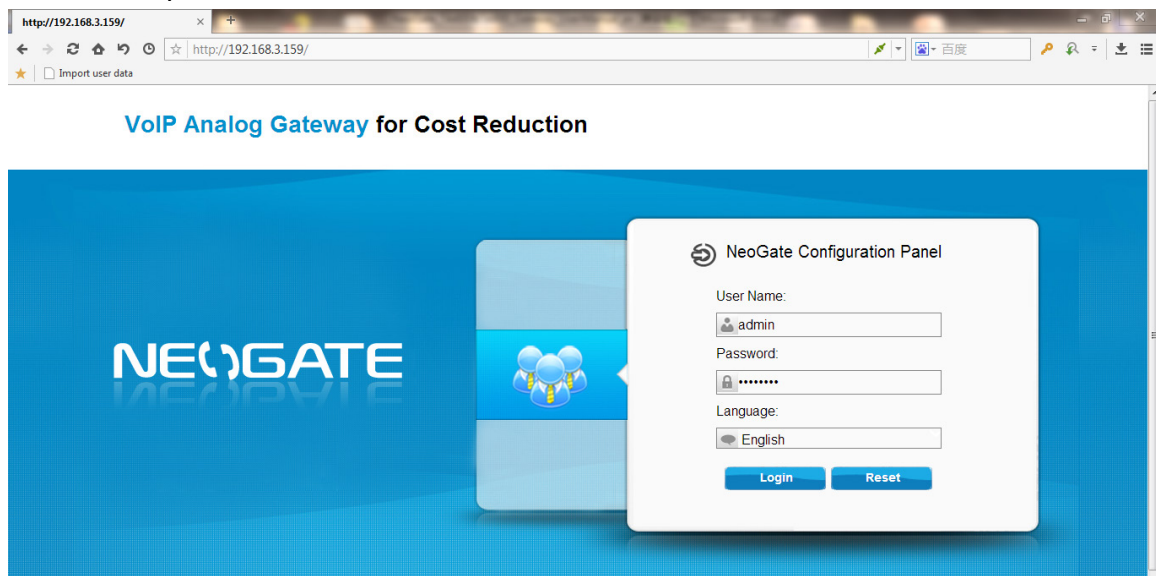 http://192.168.3.159/
http://192.168.3.159/
百度
Import user data
VoIP Analog Gateway for Cost Reduction
NeoGate Configuration Panel
User Name:
admin
Password:
••••••••
Language:
English
Login Reset
NEOGATE